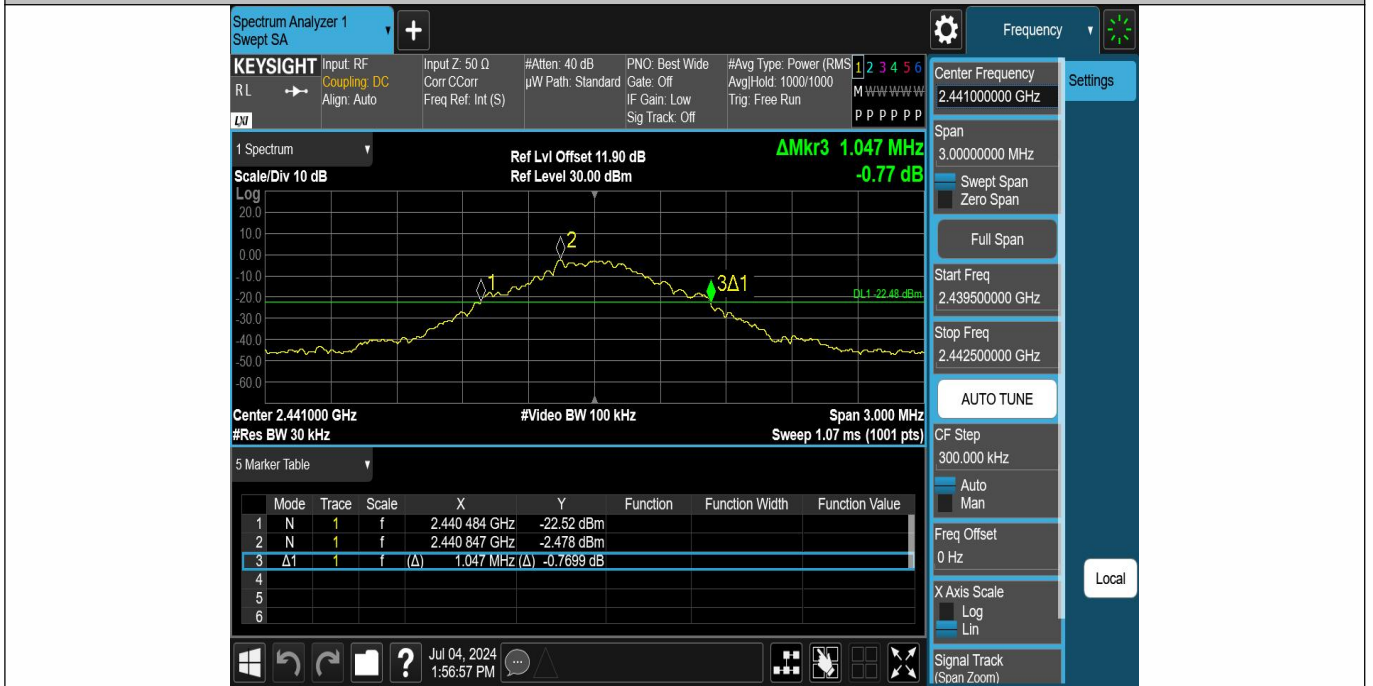 Spectrum Analyzer 1
Swept SA
+
Frequency
KEYSIGHT Input: RF Input Z: 50 Ω #Atten: 40 dB PNO: Best Wide #Avg Type: Power (RMS 1 2 3 4 5 6
RL Coupling: DC Corr CCorr µW Path: Standard Gate: Off Avg|Hold: 1000/1000 M W W W W W
Align: Auto Freq Ref: Int (S) IF Gain: Low Trig: Free Run
LXI Sig Track: Off P P P P P P
1 Spectrum
Ref Lvl Offset 11.90 dB ΔMkr3 1.047 MHz
Scale/Div 10 dB Ref Level 30.00 dBm -0.77 dB
Log
20.0
10.0
2
0.00
-10.0
1
3Δ1
DL1 -22.48 dBm
-20.0
-30.0
-40.0
-50.0
-60.0
Center 2.441000 GHz #Video BW 100 kHz Span 3.000 MHz
#Res BW 30 kHz Sweep 1.07 ms (1001 pts)
5 Marker Table
Mode Trace Scale X Y Function Function Width Function Value
1 N 1 f 2.440 484 GHz -22.52 dBm
2 N 1 f 2.440 847 GHz -2.478 dBm
3 Δ1 1 f (Δ) 1.047 MHz (Δ) -0.7699 dB
4
5
6
Center Frequency
2.441000000 GHz
Settings
Span
3.00000000 MHz
Swept Span
Zero Span
Full Span
Start Freq
2.439500000 GHz
Stop Freq
2.442500000 GHz
AUTO TUNE
CF Step
300.000 kHz
Auto
Man
Freq Offset
0 Hz
X Axis Scale
Log
Lin
Local
Signal Track
(Span Zoom)
?
Jul 04, 2024
1:56:57 PM